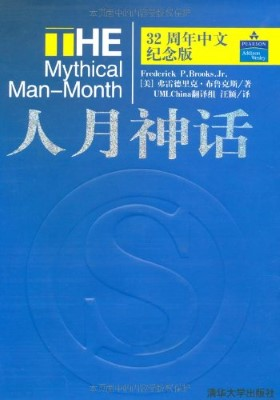 THE
Mythical
Man-Month
32周年中文
纪念版
Frederick P.Brooks.Jr.
[美]弗雷德里克·布鲁克斯/著
UMLChina翻译组 汪颖/译
PEARSON
Addison
Wesley
人月神话
清华大学出版社